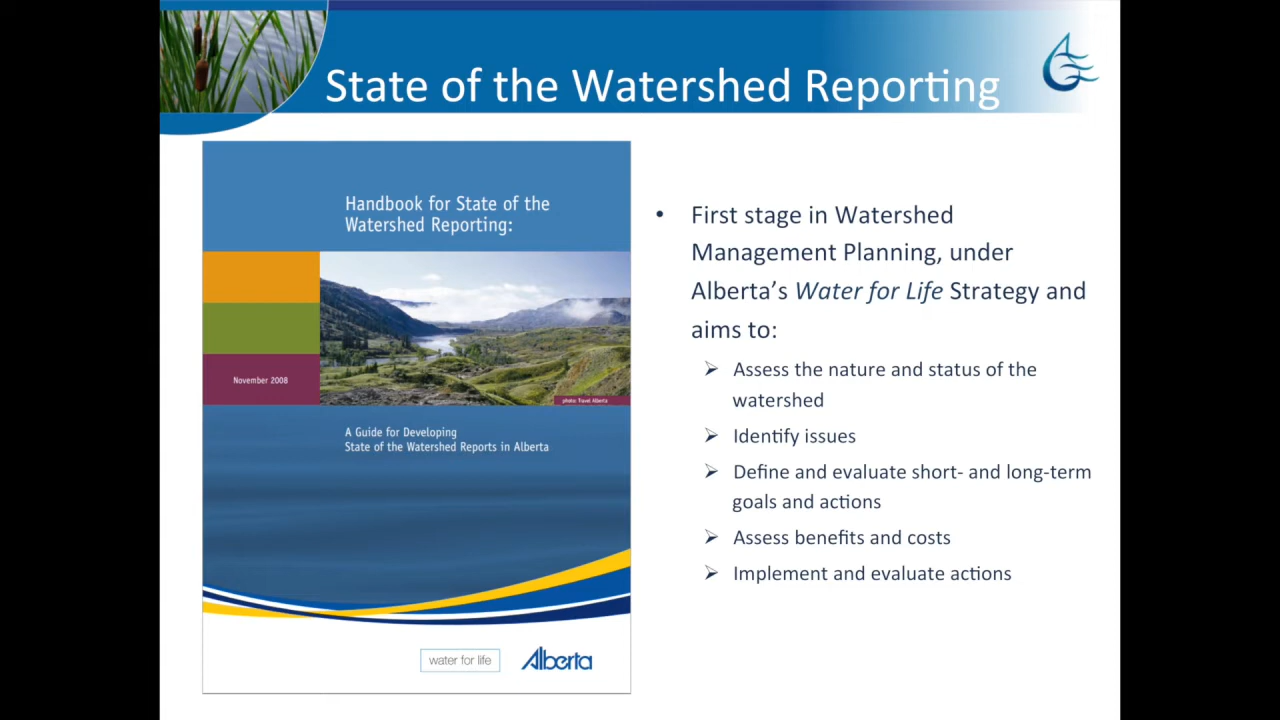 State of the Watershed Reporting
Handbook for State of the
Watershed Reporting:
November 2008
photo: Travel Alberta
A Guide for Developing
State of the Watershed Reports in Alberta
water for life
Alberta
• First stage in Watershed
Management Planning, under
Alberta's Water for Life Strategy and
aims to:
➢ Assess the nature and status of the
watershed
➢ Identify issues
➢ Define and evaluate short- and long-term
goals and actions
➢ Assess benefits and costs
➢ Implement and evaluate actions